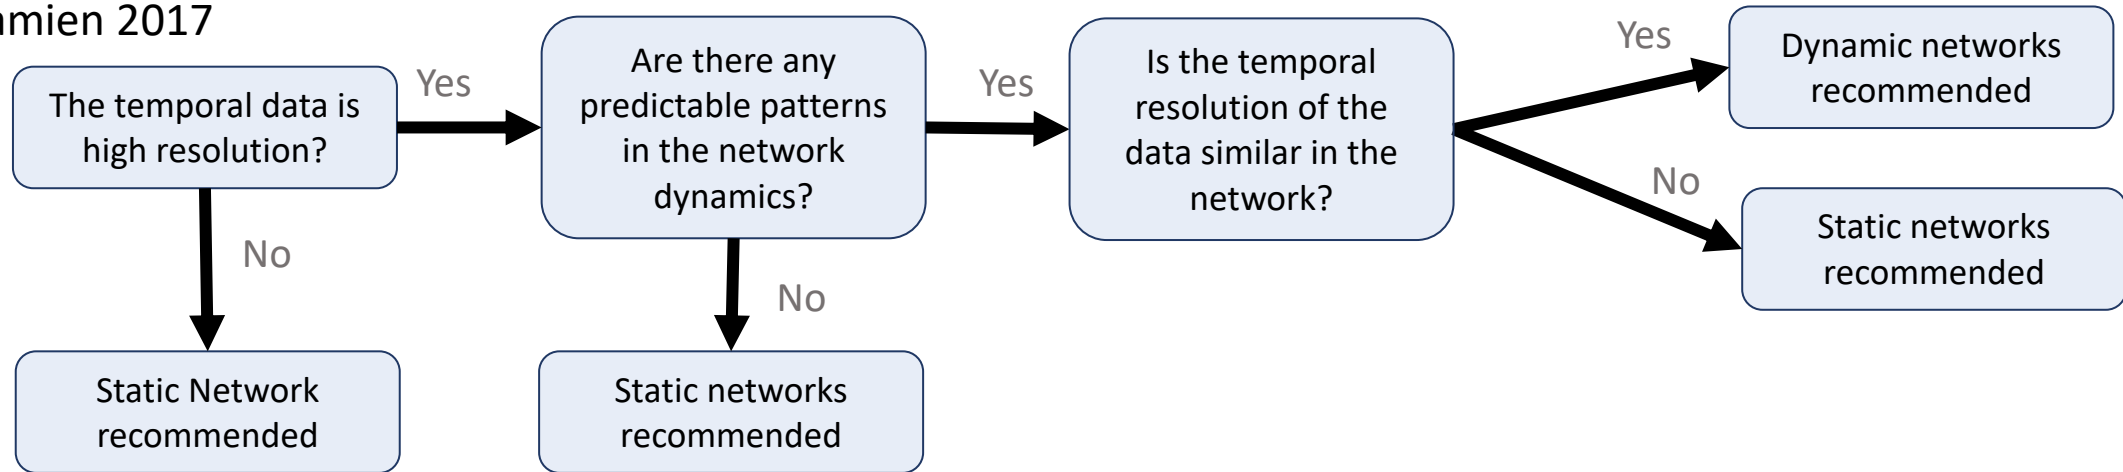 2017
The temporal data is
high resolution?
Yes
No
Static Network
recommended
Are there any
predictable patterns
in the network
dynamics?
Yes
No
Static networks
recommended
Is the temporal
resolution of the
data similar in the
network?
Yes
Dynamic networks
recommended
No
Static networks
recommended